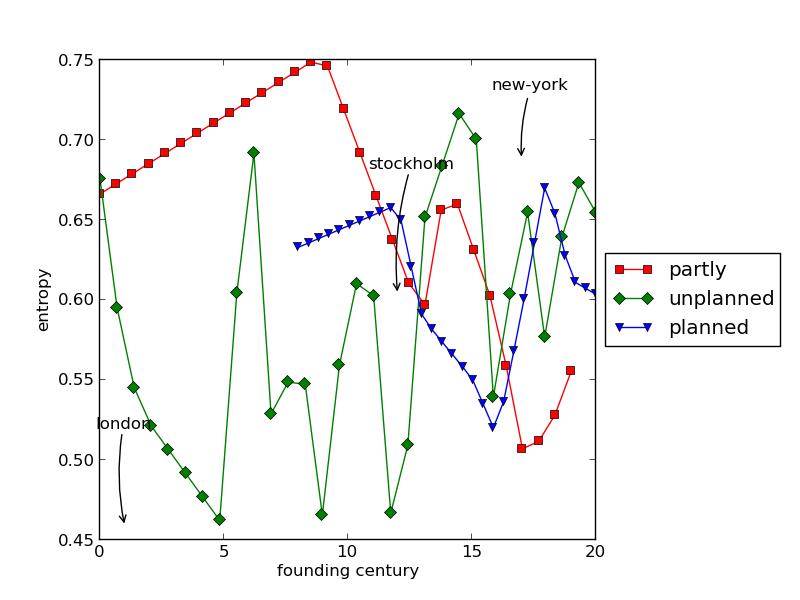 0.75
new-york
0.70
stockholm
0.65
partly
0.60
unplanned
entropy
planned
0.55
london
0.50
0.45
0 5 10 15 20
founding century